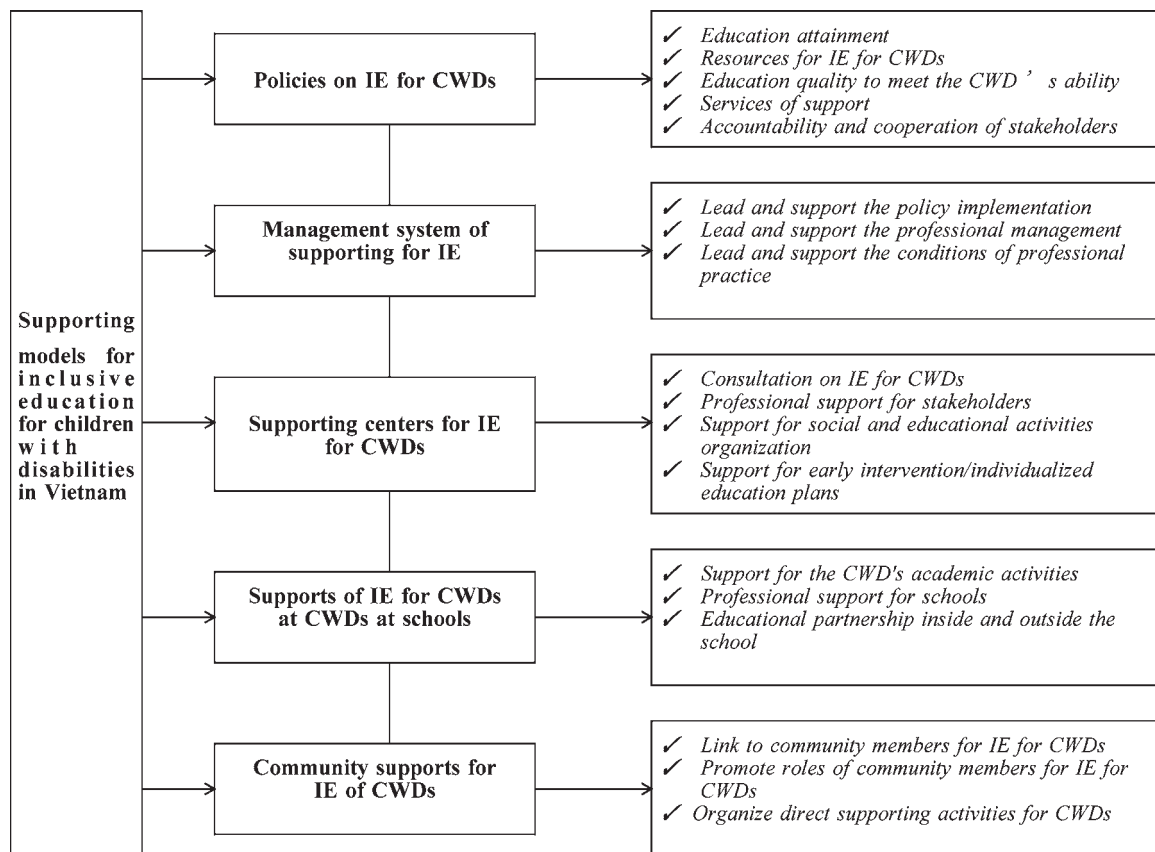 Supporting
models for
inclusive
education
for children
with
disabilities
in Vietnam
Policies on IE for CWDs
✓ Education attainment
✓ Resources for IE for CWDs
✓ Education quality to meet the CWD ’ s ability
✓ Services of support
✓ Accountability and cooperation of stakeholders
Management system of
supporting for IE
✓ Lead and support the policy implementation
✓ Lead and support the professional management
✓ Lead and support the conditions of professional
practice
Supporting centers for IE
for CWDs
✓ Consultation on IE for CWDs
✓ Professional support for stakeholders
✓ Support for social and educational activities
organization
✓ Support for early intervention/individualized
education plans
Supports of IE for CWDs
at CWDs at schools
✓ Support for the CWD's academic activities
✓ Professional support for schools
✓ Educational partnership inside and outside the
school
Community supports for
IE of CWDs
✓ Link to community members for IE for CWDs
✓ Promote roles of community members for IE for
CWDs
✓ Organize direct supporting activities for CWDs